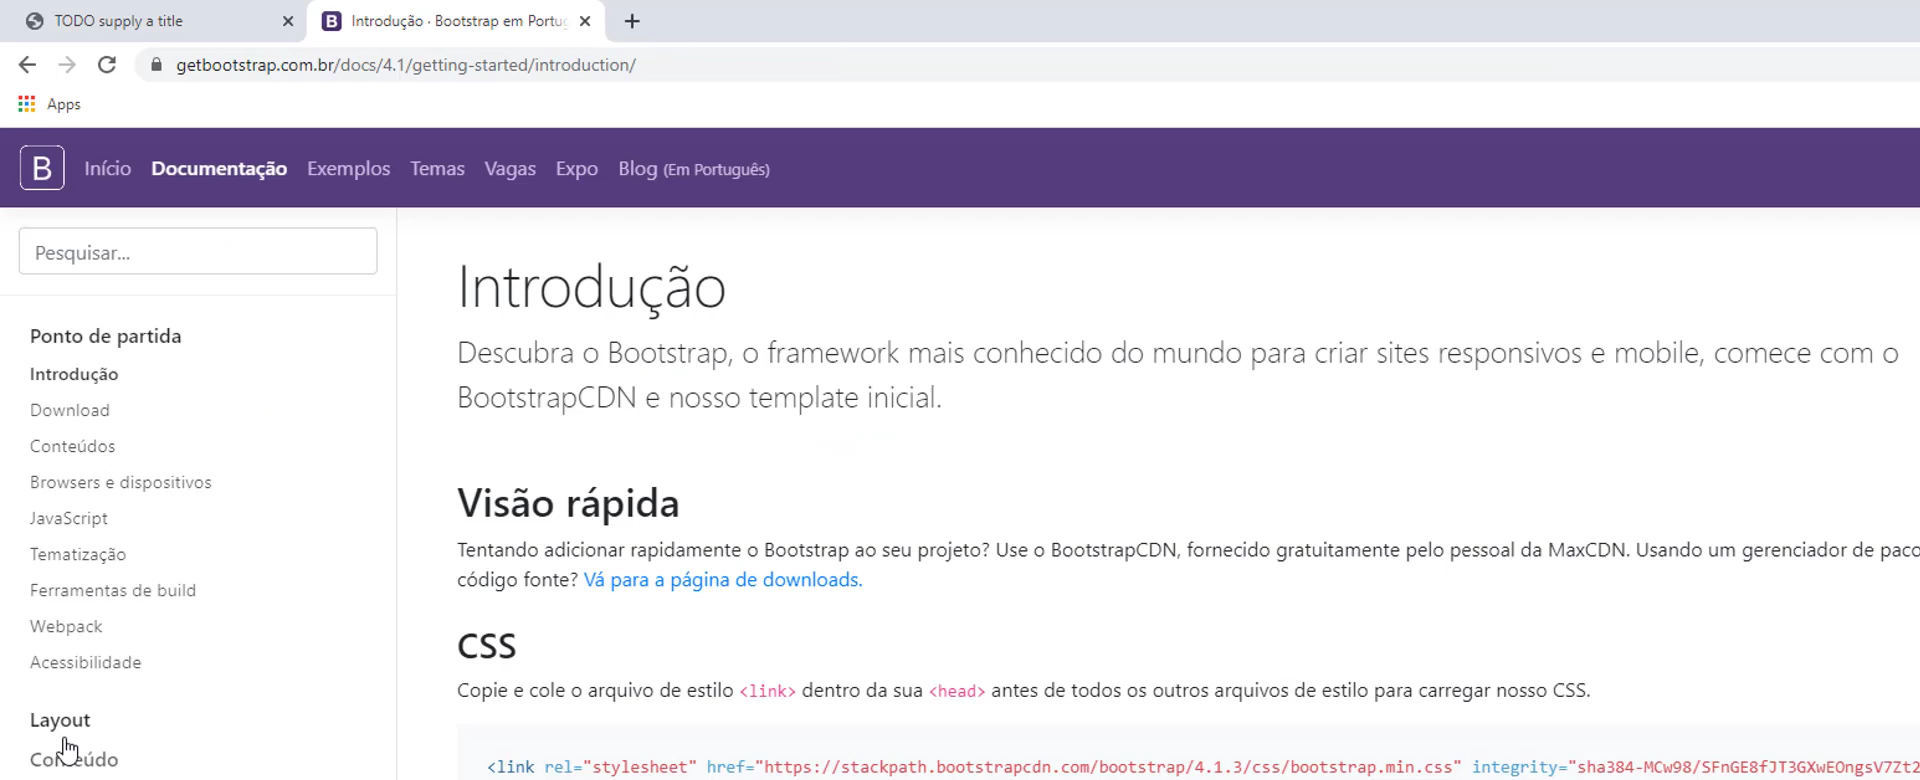 TODO supply a title
B Introdução · Bootstrap em Portug
getbootstrap.com.br/docs/4.1/getting-started/introduction/
Apps
B Início Documentação Exemplos Temas Vagas Expo Blog (Em Português)
Pesquisar...
Ponto de partida
Introdução
Download
Conteúdos
Browsers e dispositivos
JavaScript
Tematização
Ferramentas de build
Webpack
Acessibilidade
Layout
Conteúdo
Introdução
Descubra o Bootstrap, o framework mais conhecido do mundo para criar sites responsivos e mobile, comece com o
BootstrapCDN e nosso template inicial.
Visão rápida
Tentando adicionar rapidamente o Bootstrap ao seu projeto? Use o BootstrapCDN, fornecido gratuitamente pelo pessoal da MaxCDN. Usando um gerenciador de paco
código fonte? Vá para a página de downloads.
CSS
Copie e cole o arquivo de estilo <link> dentro da sua <head> antes de todos os outros arquivos de estilo para carregar nosso CSS.
<link rel="stylesheet" href="https://stackpath.bootstrapcdn.com/bootstrap/4.1.3/css/bootstrap.min.css" integrity="sha384-MCw98/SFnGE8fJT3GXwEOngsV7Zt2